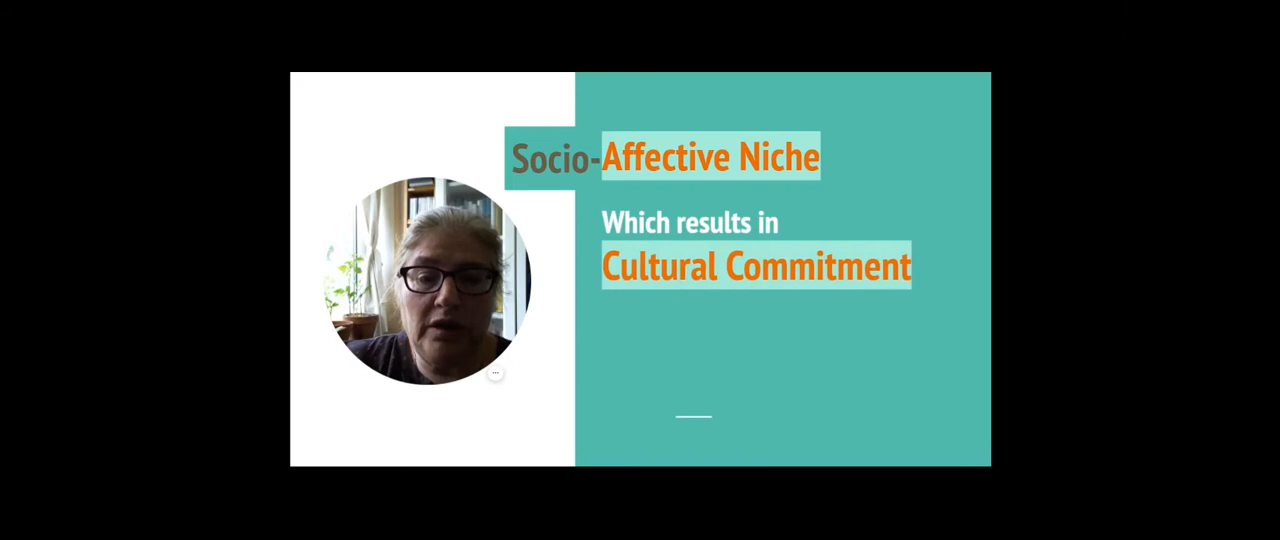 Socio-Affective Niche
Which results in
Cultural Commitment